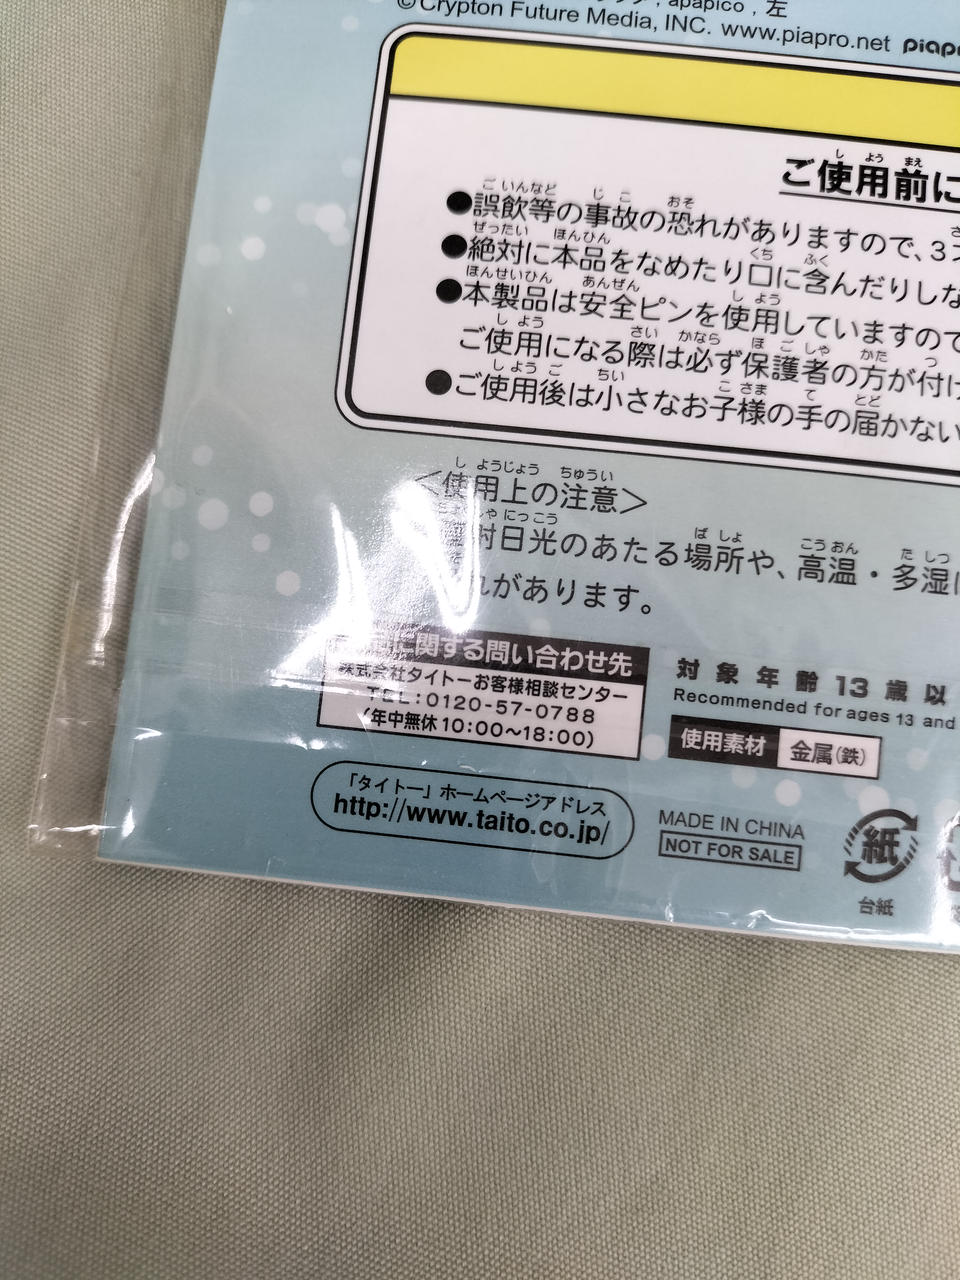 apapico , 左
©Crypton Future Media, INC. www.piapro.net piapr
ご使用前に
●誤飲等の事故の恐れがありますので、3
●絶対に本品をなめたり口に含んだりしな
●本製品は安全ピンを使用していますので
ご使用になる際は必ず保護者の方が付け
●ご使用後は小さなお子様の手の届かない
＜使用上の注意＞
射日光のあたる場所や、高温・多湿
れがあります。
に関する問い合わせ先
株式会社タイトーお客様相談センター
TEL:0120-57-0788
(年中無休10:00～18:00)
対象年齢13歳以
Recommended for ages 13 and
使用素材 金属(鉄)
「タイトー」ホームページアドレス
http://www.taito.co.jp/
MADE IN CHINA
NOT FOR SALE
紙
台紙